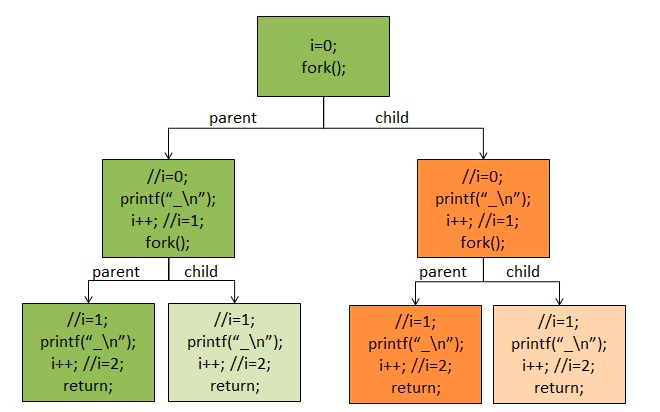 i=0;
fork();
parent
child
//i=0;
printf(“_\n”);
i++; //i=1;
fork();
//i=0;
printf(“_\n”);
i++; //i=1;
fork();
parent
child
parent
child
//i=1;
printf(“_\n”);
i++; //i=2;
return;
//i=1;
printf(“_\n”);
i++; //i=2;
return;
//i=1;
printf(“_\n”);
i++; //i=2;
return;
//i=1;
printf(“_\n”);
i++; //i=2;
return;